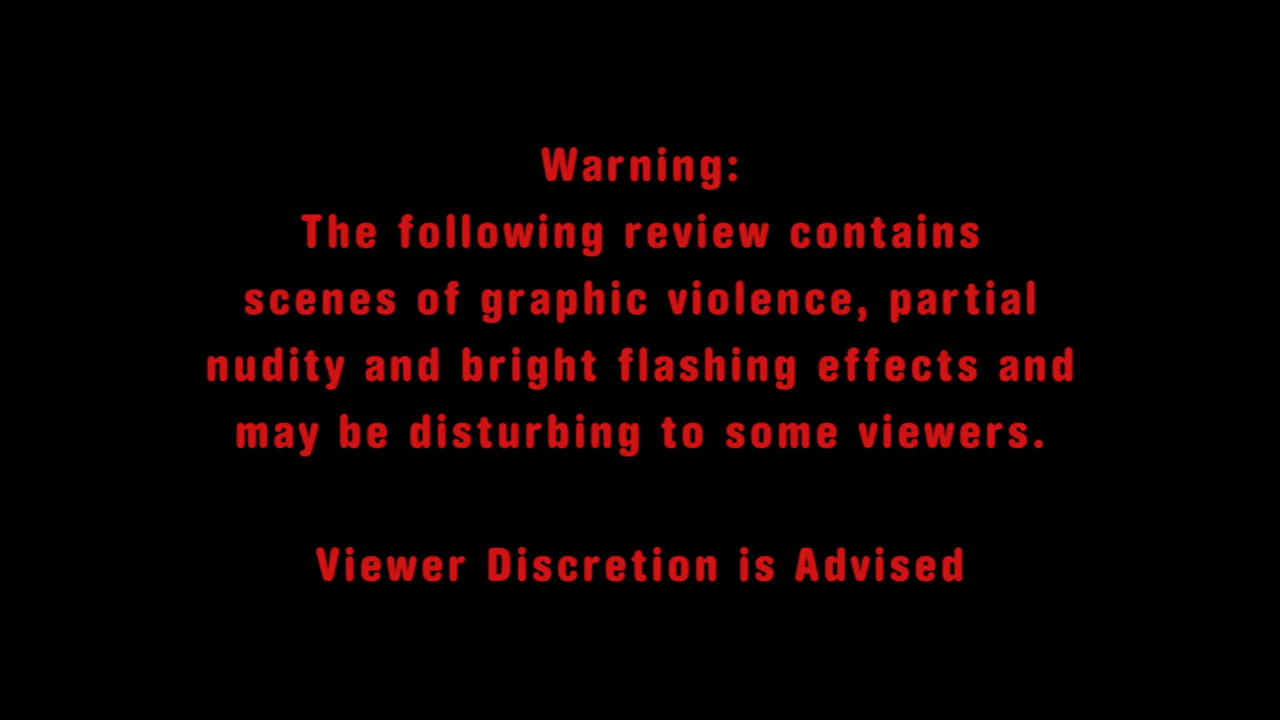 Warning:
The following review contains
scenes of graphic violence, partial
nudity and bright flashing effects and
may be disturbing to some viewers.
Viewer Discretion is Advised